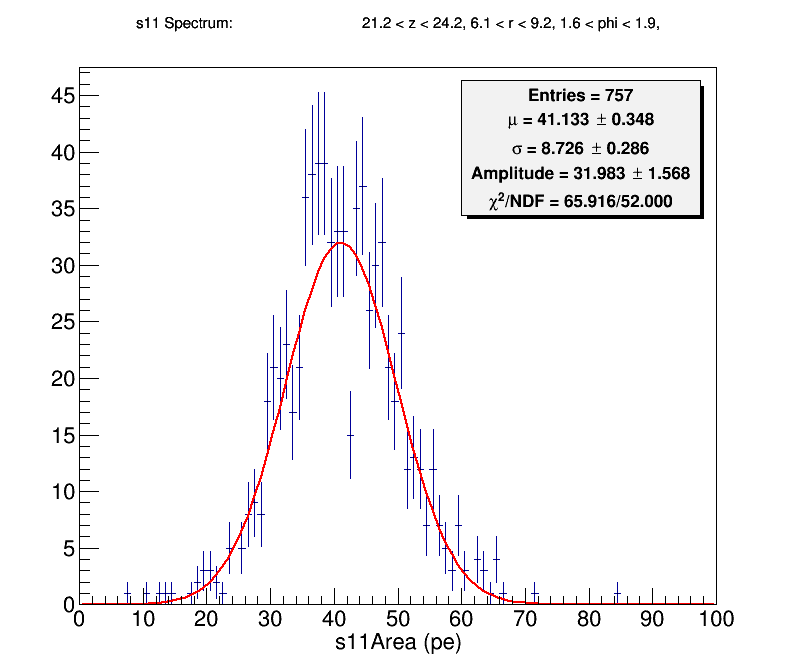 s11 Spectrum: 21.2 < z < 24.2, 6.1 < r < 9.2, 1.6 < phi < 1.9,
Entries = 757
μ = 41.133 ± 0.348
σ = 8.726 ± 0.286
Amplitude = 31.983 ± 1.568
χ²/NDF = 65.916/52.000
45
40
35
30
25
20
15
10
5
0
0 10 20 30 40 50 60 70 80 90 100
s11Area (pe)